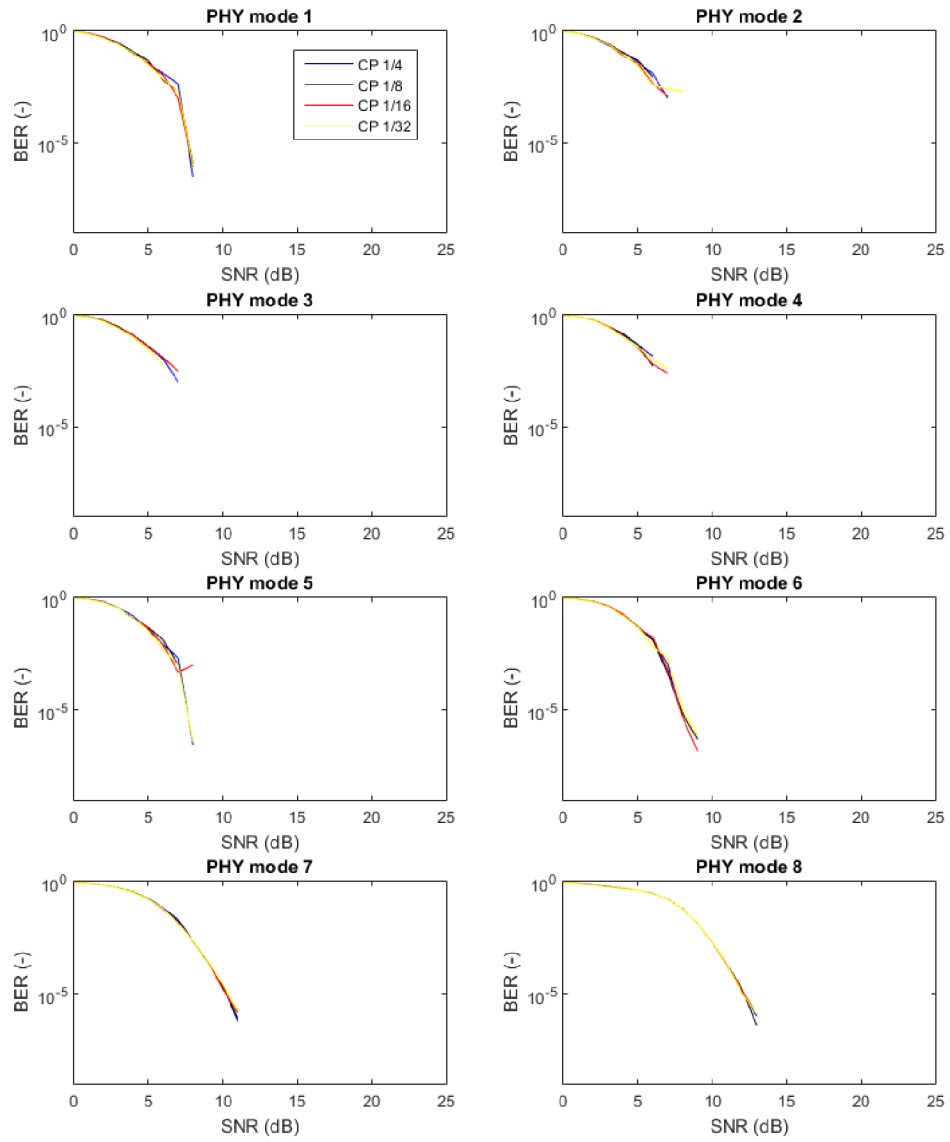 PHY mode 1
10^0
10^-5
BER (-)
CP 1/4
CP 1/8
CP 1/16
CP 1/32
0 5 10 15 20 25
SNR (dB)
PHY mode 2
10^0
10^-5
BER (-)
0 5 10 15 20 25
SNR (dB)
PHY mode 3
10^0
10^-5
BER (-)
0 5 10 15 20 25
SNR (dB)
PHY mode 4
10^0
10^-5
BER (-)
0 5 10 15 20 25
SNR (dB)
PHY mode 5
10^0
10^-5
BER (-)
0 5 10 15 20 25
SNR (dB)
PHY mode 6
10^0
10^-5
BER (-)
0 5 10 15 20 25
SNR (dB)
PHY mode 7
10^0
10^-5
BER (-)
0 5 10 15 20 25
SNR (dB)
PHY mode 8
10^0
10^-5
BER (-)
0 5 10 15 20 25
SNR (dB)